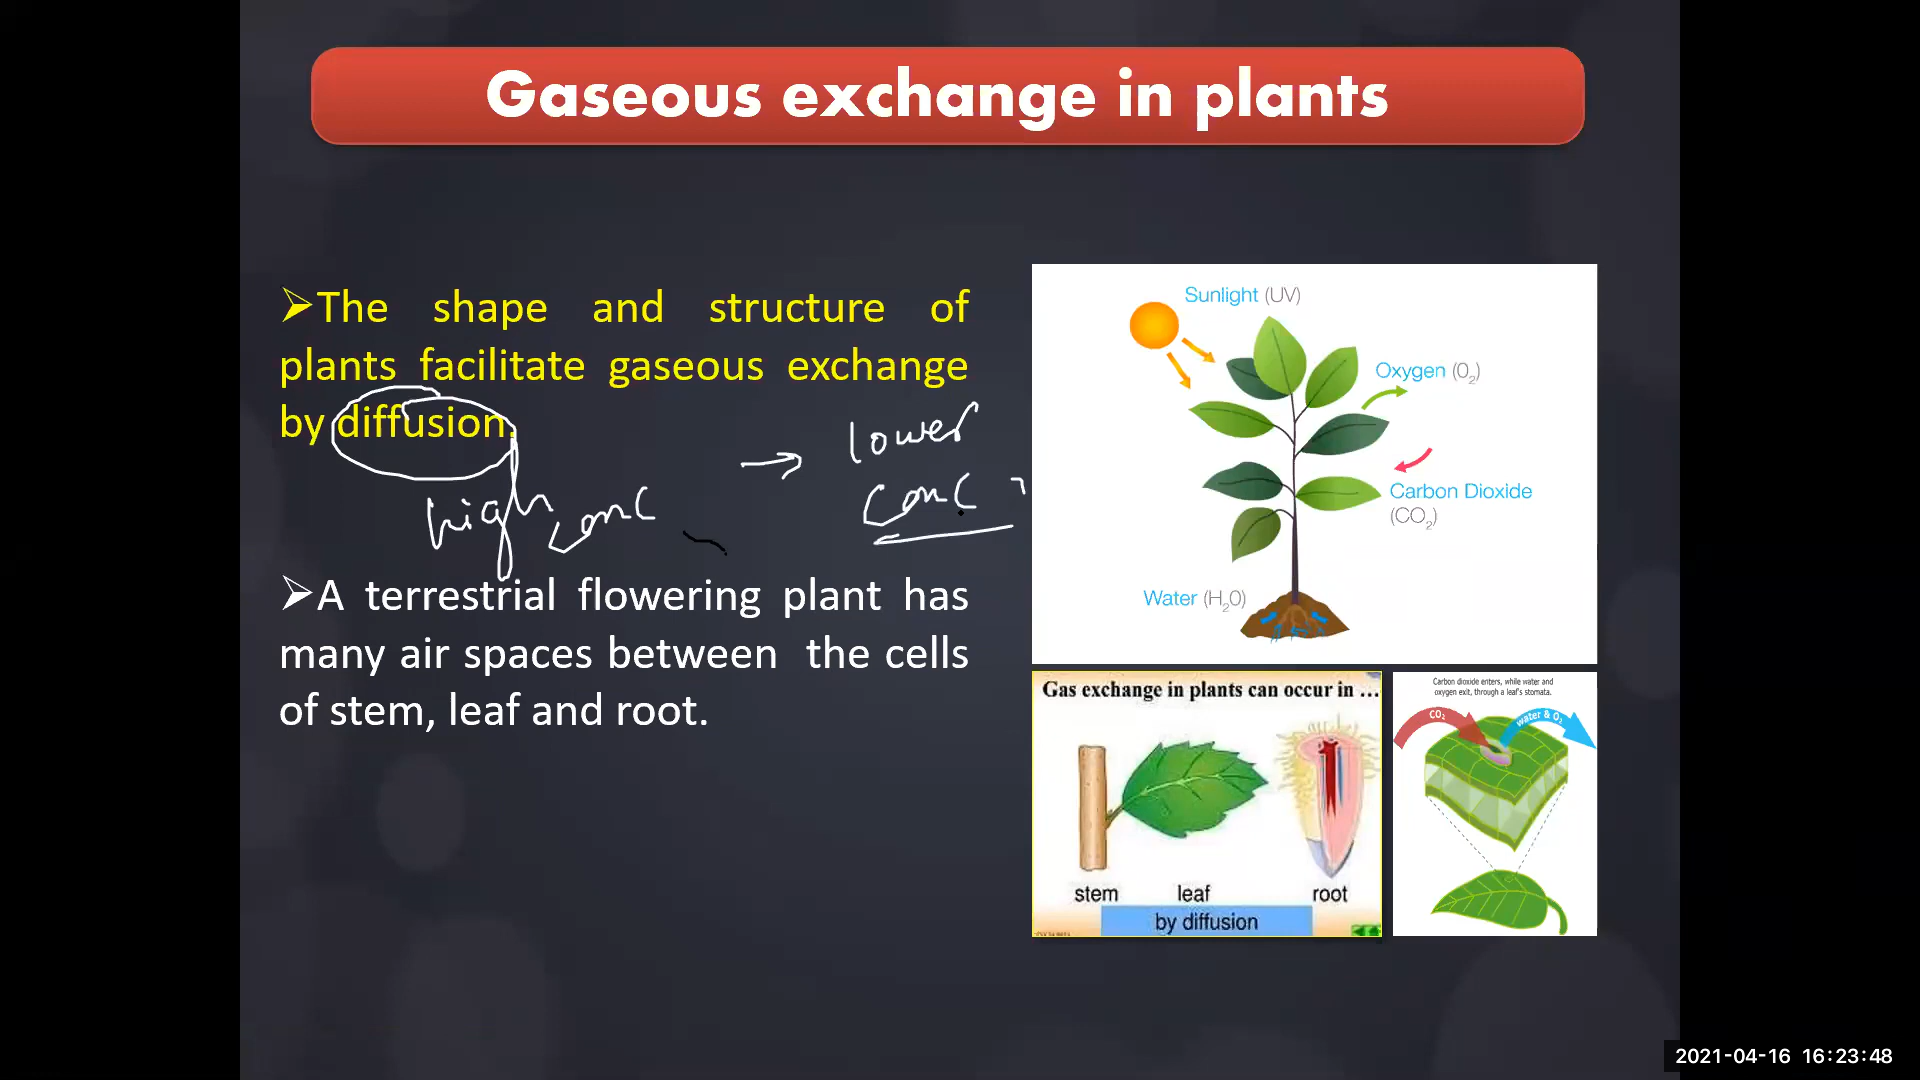 Gaseous exchange in plants
➢The shape and structure of
plants facilitate gaseous exchange
by diffusion.
high conc → lower
conc
➢A terrestrial flowering plant has
many air spaces between the cells
of stem, leaf and root.
Sunlight (UV)
Oxygen (O₂)
Carbon Dioxide
(CO₂)
Water (H₂O)
Gas exchange in plants can occur in ...
stem leaf root
by diffusion
Carbon dioxide enters, while water and
oxygen exit, through a leaf's stomata.
CO₂ water & O₂
2021-04-16 16:23:48